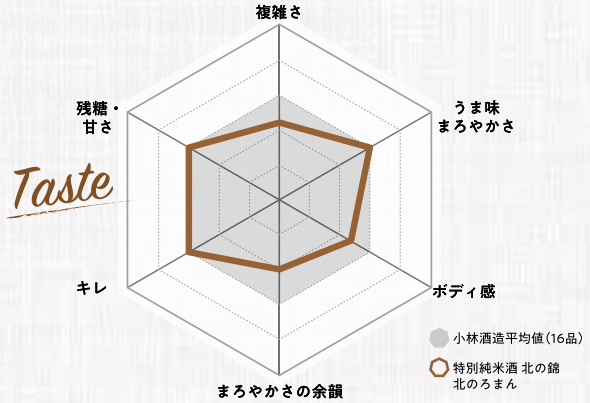 複雑さ
残糖・
甘さ
うま味
まろやかさ
Taste
キレ
ボディ感
まろやかさの余韻
小林酒造平均値(16品)
特別純米酒 北の錦
北のろまん